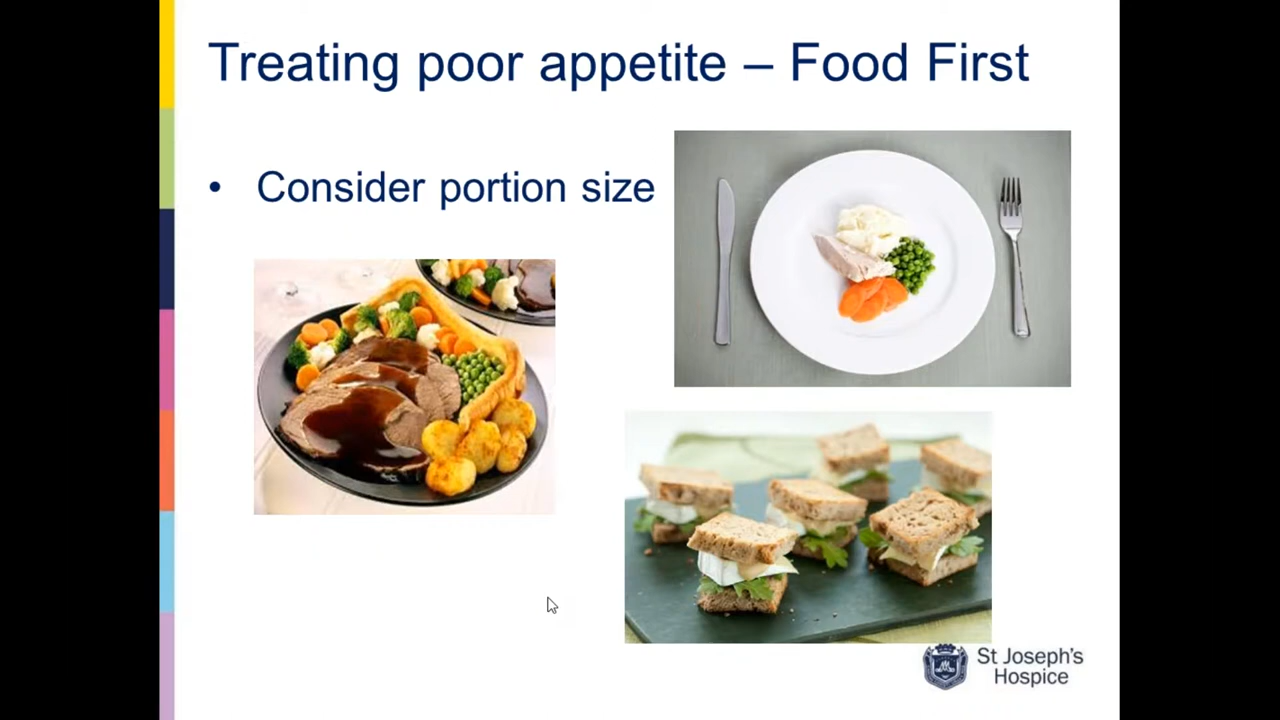 Treating poor appetite – Food First
• Consider portion size
St Joseph's
Hospice